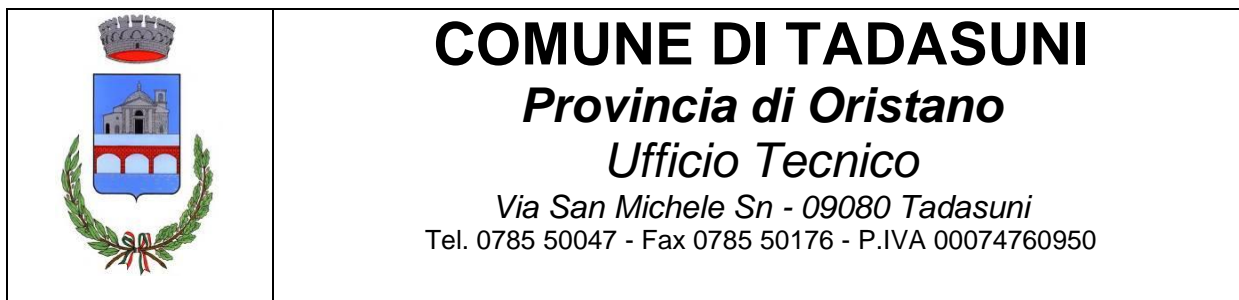 COMUNE DI TADASUNI
Provincia di Oristano
Ufficio Tecnico
Via San Michele Sn - 09080 Tadasuni
Tel. 0785 50047 - Fax 0785 50176 - P.IVA 00074760950